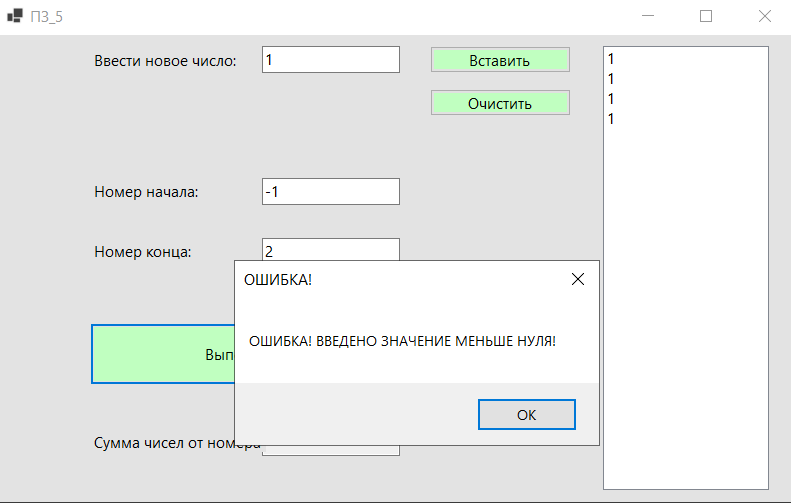 ПЗ_5
Ввести новое число:
1
Вставить
Очистить
1
1
1
1
Номер начала:
-1
Номер конца:
2
ОШИБКА!
ОШИБКА! ВВЕДЕНО ЗНАЧЕНИЕ МЕНЬШЕ НУЛЯ!
ОК
Вып
Сумма чисел от номера